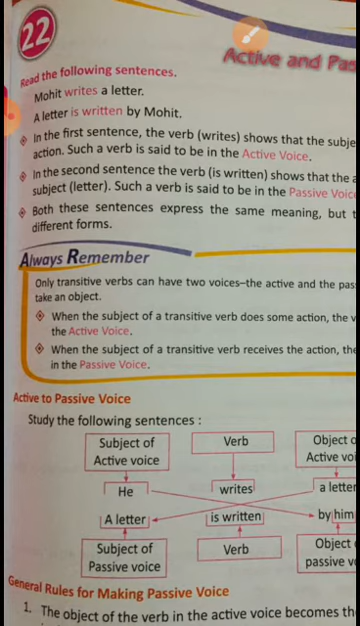 22
Active and Pas
Read the following sentences.
Mohit writes a letter.
A letter is written by Mohit.
In the first sentence, the verb (writes) shows that the subje
action. Such a verb is said to be in the Active Voice.
In the second sentence the verb (is written) shows that the a
subject (letter). Such a verb is said to be in the Passive Voice
Both these sentences express the same meaning, but t
different forms.
Always Remember
Only transitive verbs can have two voices–the active and the pas
take an object.
When the subject of a transitive verb does some action, the v
the Active Voice.
When the subject of a transitive verb receives the action, the
in the Passive Voice.
Active to Passive Voice
Study the following sentences :
Subject of Verb Object o
Active voice Active voi
He writes a letter
A letter is written by him
Subject of Verb Object
Passive voice passive vo
General Rules for Making Passive Voice
1. The object of the verb in the active voice becomes th